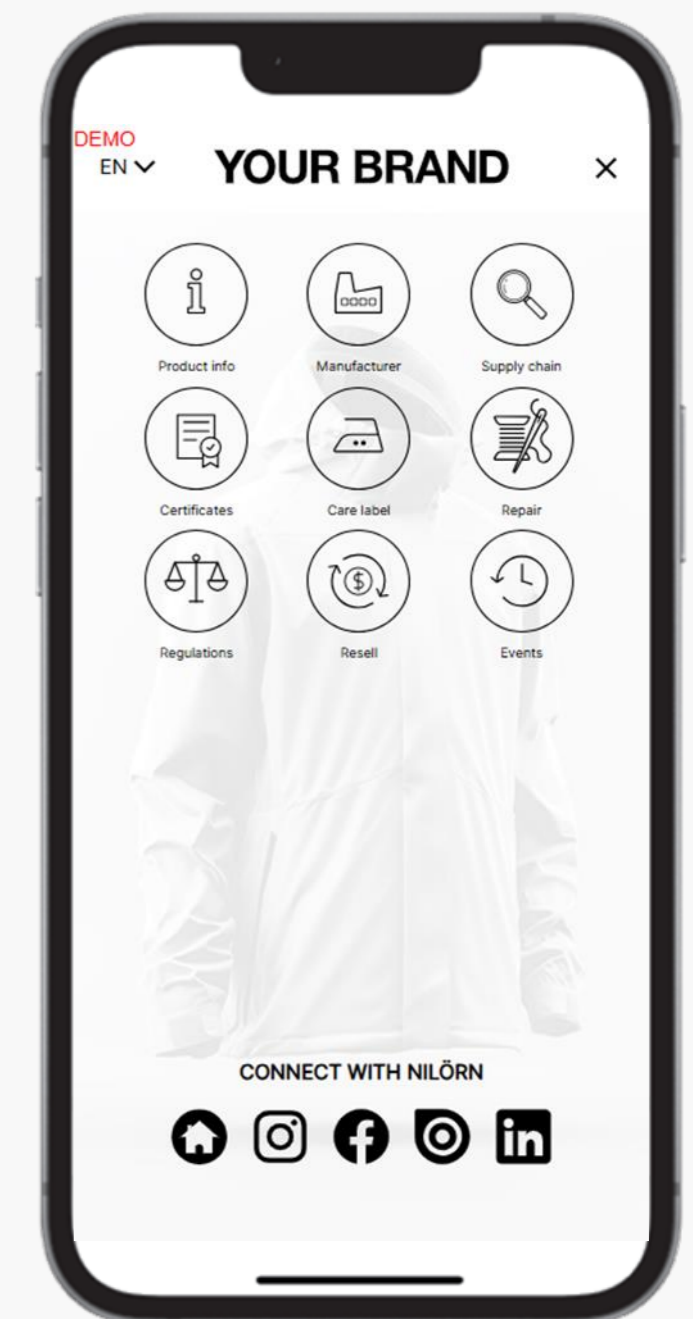 DEMO
EN
YOUR BRAND
Product info
Manufacturer
Supply chain
Certificates
Care label
Repair
Regulations
Resell
Events
CONNECT WITH NILÖRN
in